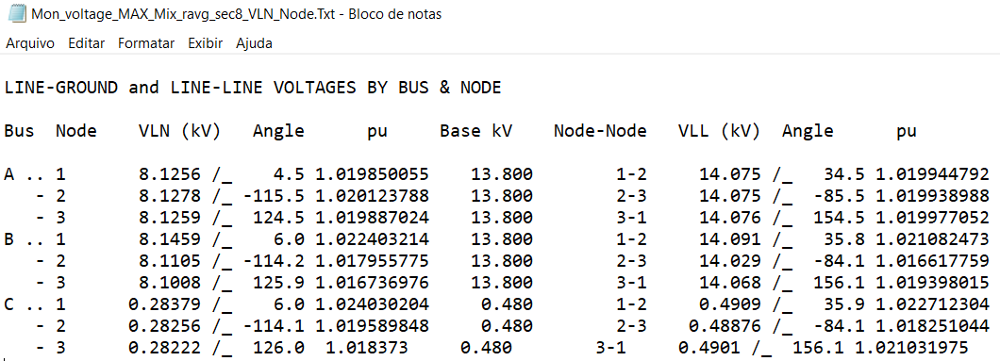 Mon_voltage_MAX_Mix_ravg_sec8_VLN_Node.Txt - Bloco de notas
Arquivo Editar Formatar Exibir Ajuda
LINE-GROUND and LINE-LINE VOLTAGES BY BUS & NODE
Bus Node VLN (kV) Angle pu Base kV Node-Node VLL (kV) Angle pu
A .. 1 8.1256 /_ 4.5 1.019850055 13.800 1-2 14.075 /_ 34.5 1.019944792
- 2 8.1278 /_ -115.5 1.020123788 13.800 2-3 14.075 /_ -85.5 1.019938988
- 3 8.1259 /_ 124.5 1.019887024 13.800 3-1 14.076 /_ 154.5 1.019977052
B .. 1 8.1459 /_ 6.0 1.022403214 13.800 1-2 14.091 /_ 35.8 1.021082473
- 2 8.1105 /_ -114.2 1.017955775 13.800 2-3 14.029 /_ -84.1 1.016617759
- 3 8.1008 /_ 125.9 1.016736976 13.800 3-1 14.068 /_ 156.1 1.019398015
C .. 1 0.28379 /_ 6.0 1.024030204 0.480 1-2 0.4909 /_ 35.9 1.022712304
- 2 0.28256 /_ -114.1 1.019589848 0.480 2-3 0.48876 /_ -84.1 1.018251044
- 3 0.28222 /_ 126.0 1.018373 0.480 3-1 0.4901 /_ 156.1 1.021031975